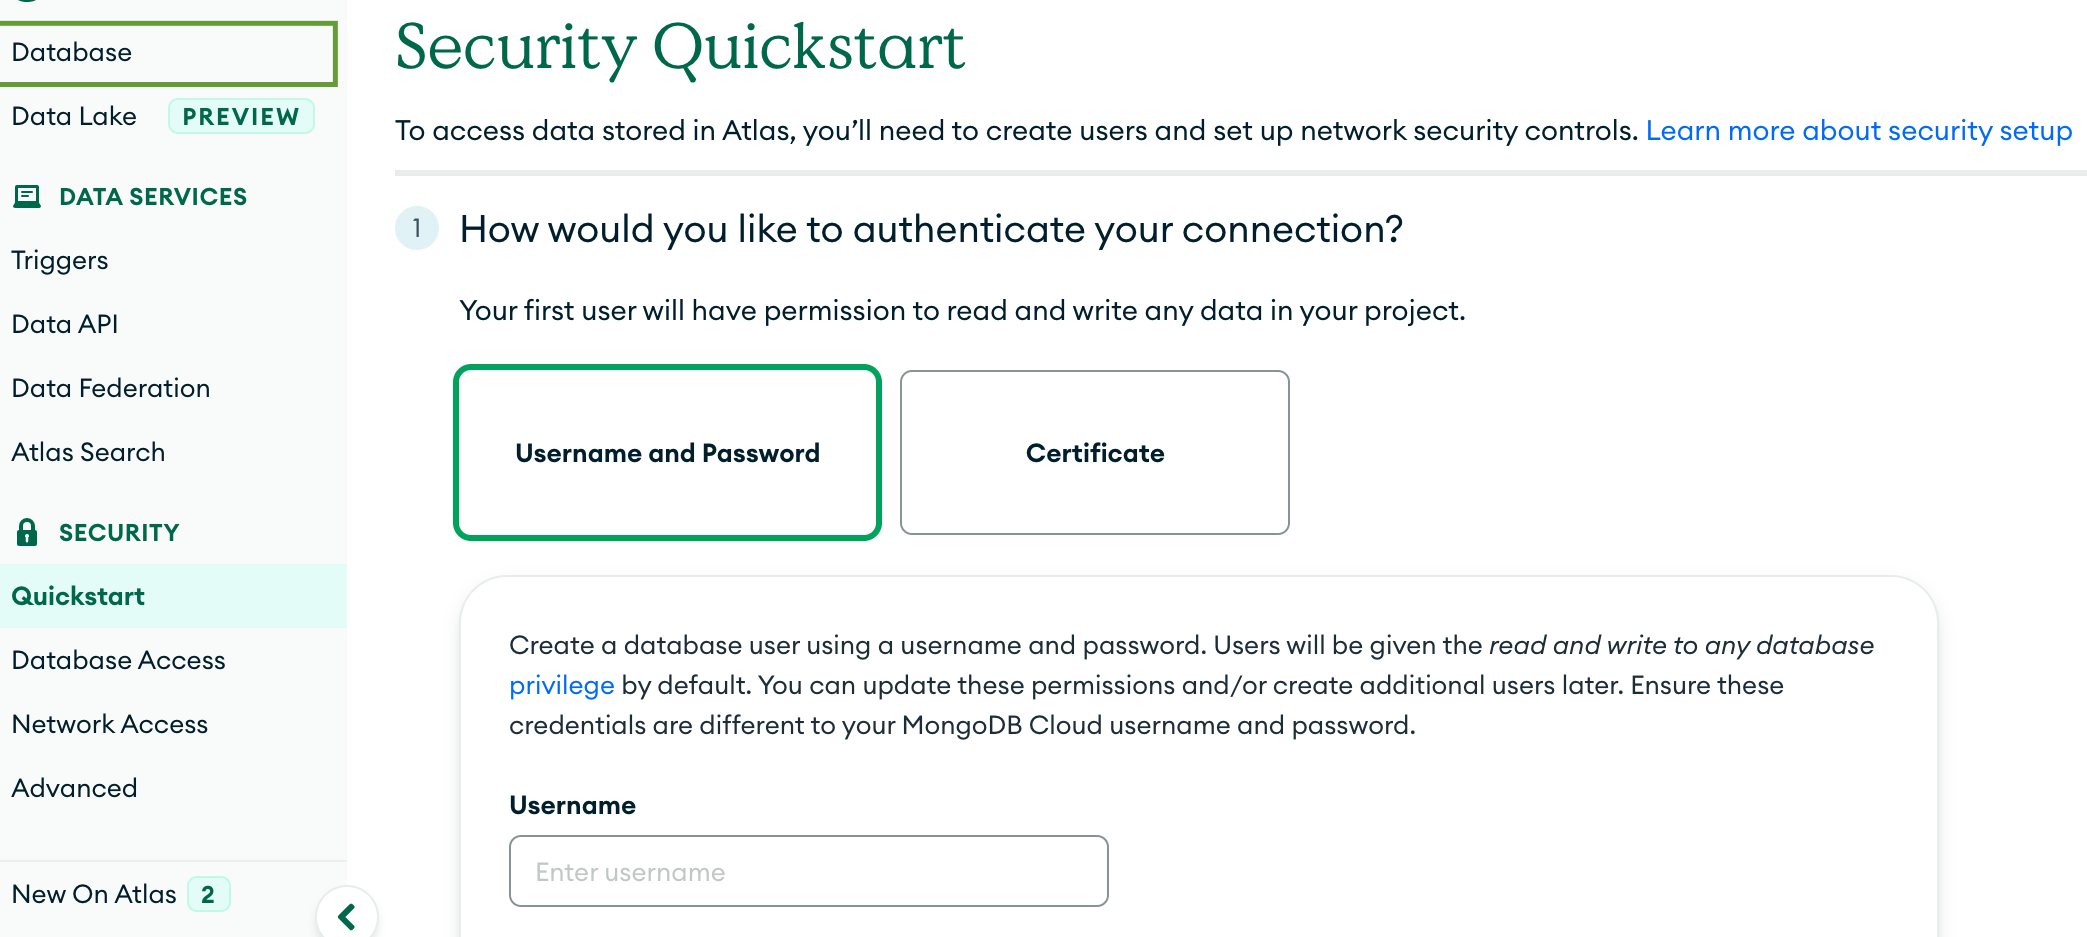 Database
Data Lake PREVIEW
DATA SERVICES
Triggers
Data API
Data Federation
Atlas Search
SECURITY
Quickstart
Database Access
Network Access
Advanced
New On Atlas 2
Security Quickstart
To access data stored in Atlas, you’ll need to create users and set up network security controls. Learn more about security setup
1 How would you like to authenticate your connection?
Your first user will have permission to read and write any data in your project.
Username and Password
Certificate
Create a database user using a username and password. Users will be given the read and write to any database
privilege by default. You can update these permissions and/or create additional users later. Ensure these
credentials are different to your MongoDB Cloud username and password.
Username
Enter username